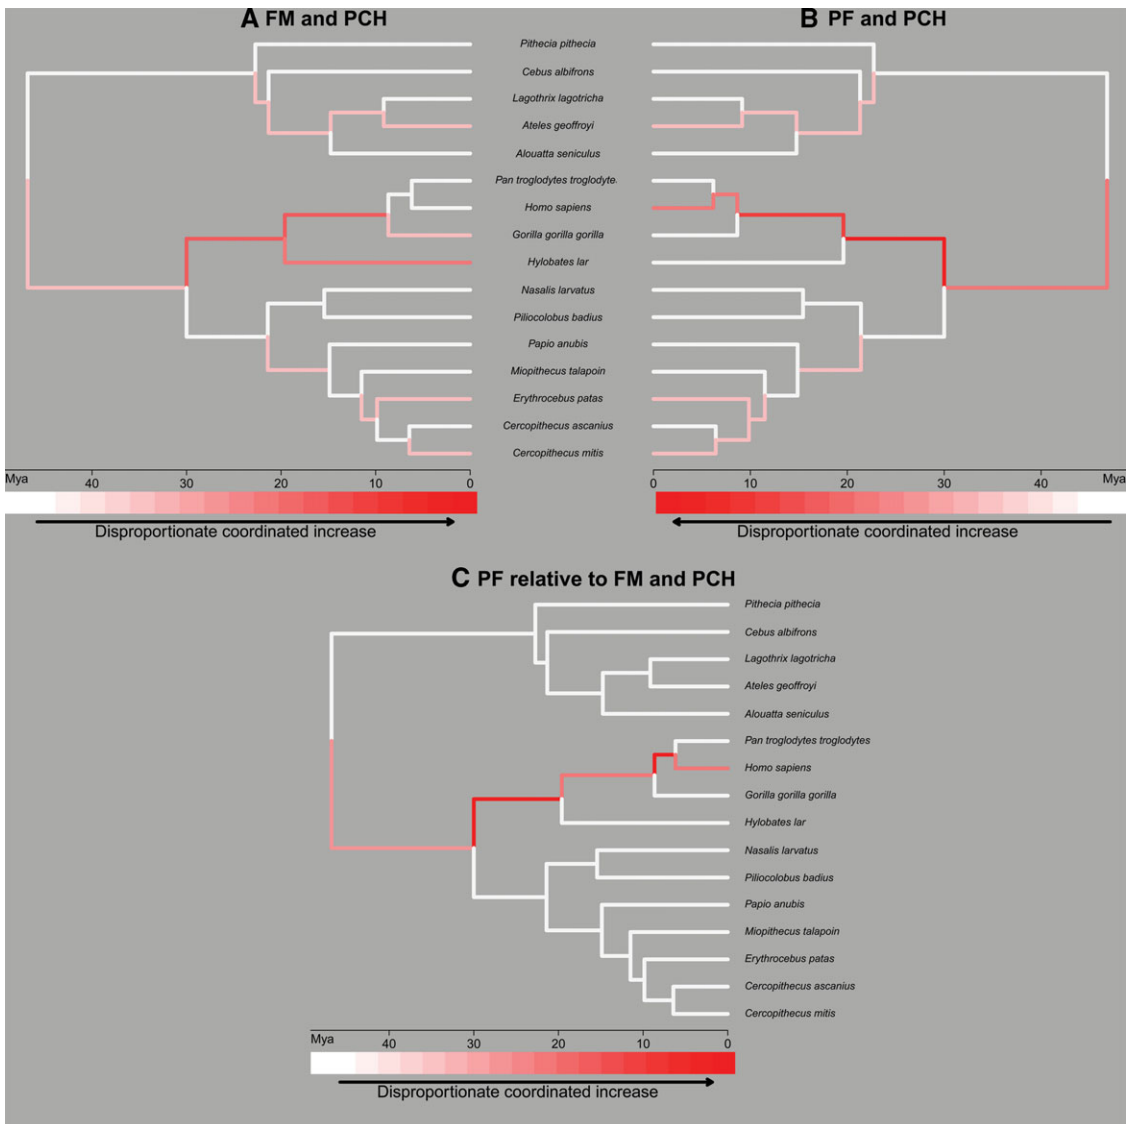 A FM and PCH
B PF and PCH
Pithecia pithecia
Cebus albifrons
Lagothrix lagotricha
Ateles geoffroyi
Alouatta seniculus
Pan troglodytes troglodyte
Homo sapiens
Gorilla gorilla gorilla
Hylobates lar
Nasalis larvatus
Piliocolobus badius
Papio anubis
Miopithecus talapoin
Erythrocebus patas
Cercopithecus ascanius
Cercopithecus mitis
Mya 40 30 20 10 0
0 10 20 30 40 Mya
Disproportionate coordinated increase
Disproportionate coordinated increase
C PF relative to FM and PCH
Pithecia pithecia
Cebus albifrons
Lagothrix lagotricha
Ateles geoffroyi
Alouatta seniculus
Pan troglodytes troglodytes
Homo sapiens
Gorilla gorilla gorilla
Hylobates lar
Nasalis larvatus
Piliocolobus badius
Papio anubis
Miopithecus talapoin
Erythrocebus patas
Cercopithecus ascanius
Cercopithecus mitis
Mya 40 30 20 10 0
Disproportionate coordinated increase